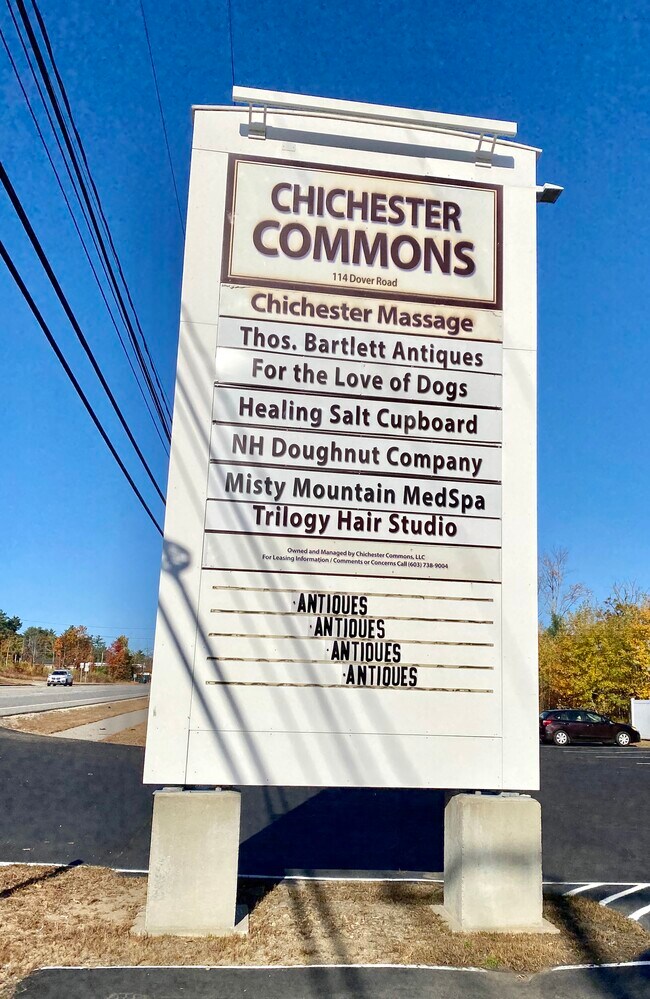 CHICHESTER
COMMONS
114 Dover Road
Chichester Massage
Thos. Bartlett Antiques
For the Love of Dogs
Healing Salt Cupboard
NH Doughnut Company
Misty Mountain MedSpa
Trilogy Hair Studio
Owned and Managed by Chichester Commons, LLC
For Leasing Information / Comments or Concerns Call (603) 738-9004
·ANTIQUES
·ANTIQUES
·ANTIQUES
·ANTIQUES